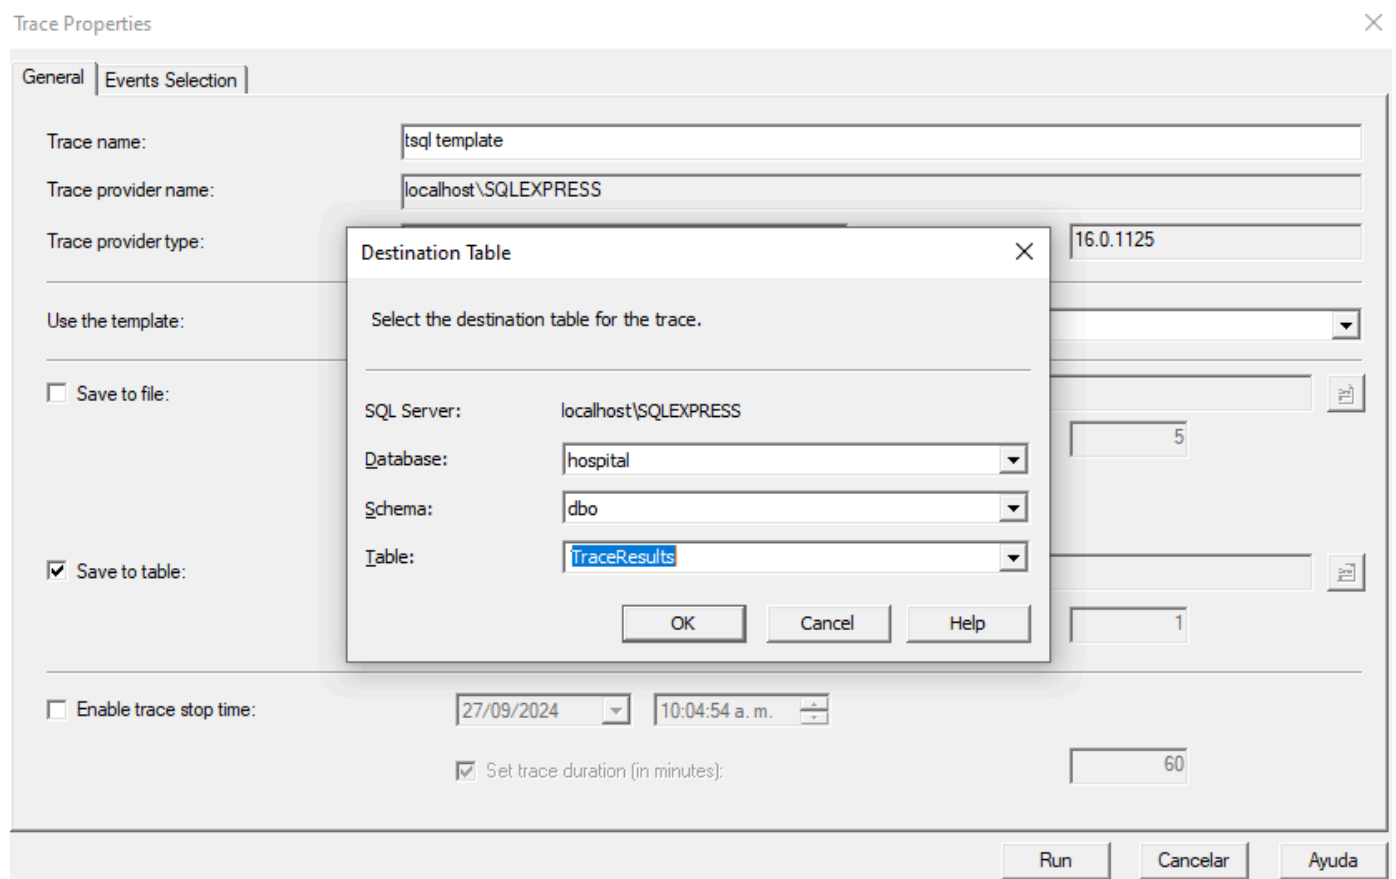 Trace Properties
General Events Selection
Trace name: tsql template
Trace provider name: localhost\SQLEXPRESS
Trace provider type: 16.0.1125
Use the template:
Save to file:
5
Save to table:
1
Enable trace stop time: 27/09/2024 10:04:54 a. m.
Set trace duration (in minutes): 60
Run Cancelar Ayuda
Destination Table
Select the destination table for the trace.
SQL Server: localhost\SQLEXPRESS
Database: hospital
Schema: dbo
Table: TraceResults
OK Cancel Help